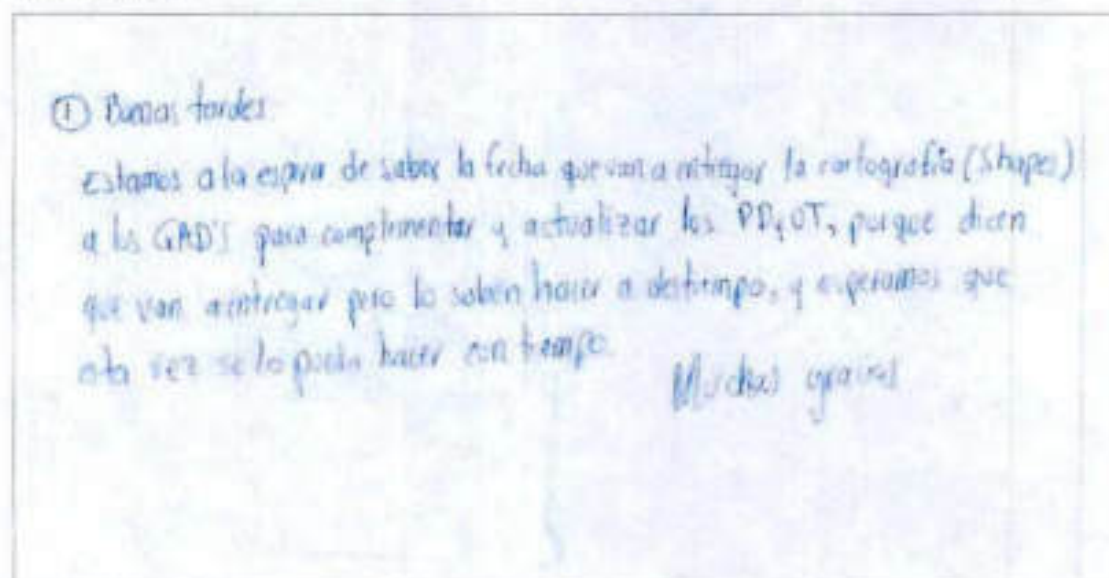 ① Buenas tardes
Estamos a la espera de saber la fecha que van a entregar la cartografía (Shapes)
a los GAD'S para complementar y actualizar los PDyOT, porque dicen
que van a entregar pero lo saben hacer a destiempo, y esperamos que
esta vez se lo pueda hacer con tiempo.
Muchas gracias